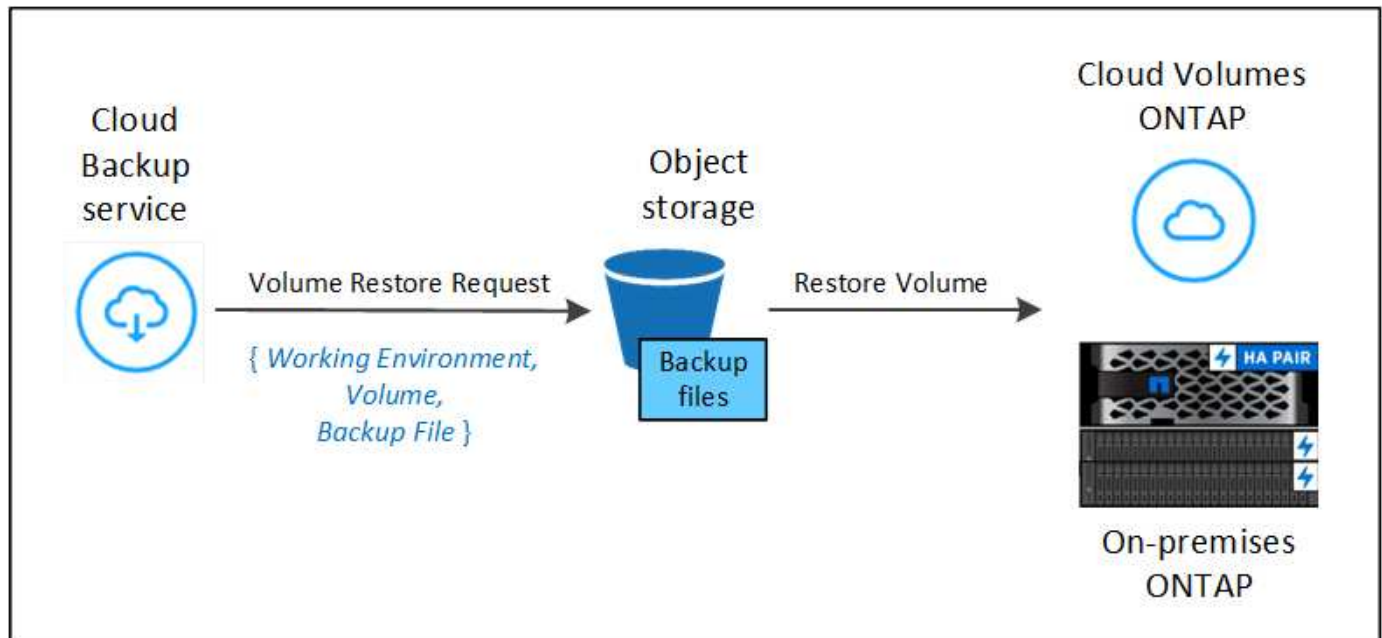 Cloud
Backup
service
Volume Restore Request
{ Working Environment,
Volume,
Backup File }
Object
storage
Backup
files
Restore Volume
Cloud Volumes
ONTAP
HA PAIR
On-premises
ONTAP